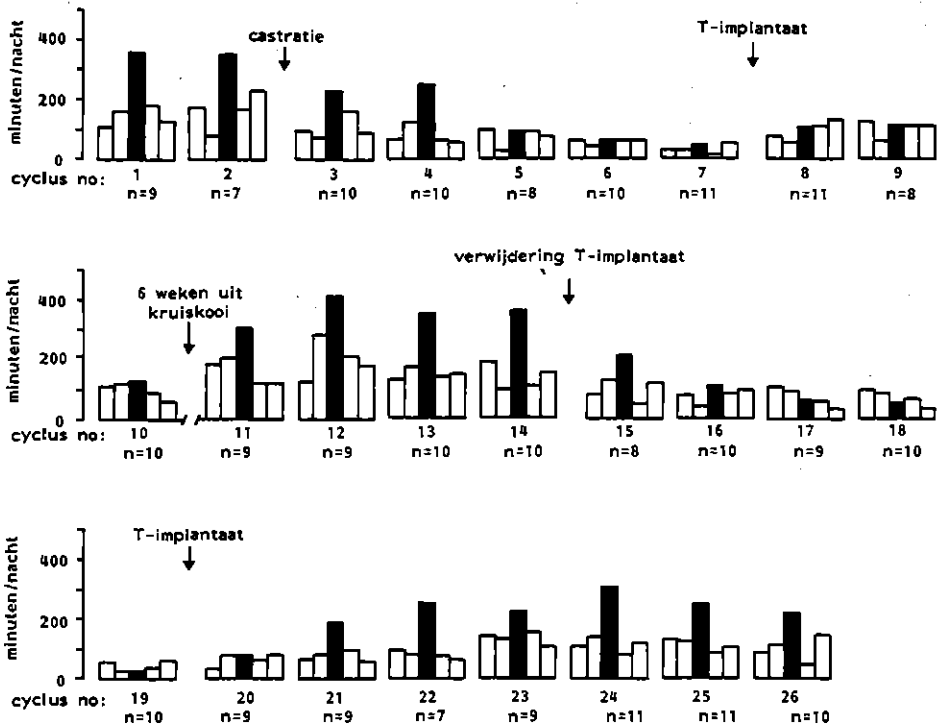 minuten/nacht
400
200
0
castratie
T-implantaat
cyclus no: 1 2 3 4 5 6 7 8 9
n=9 n=7 n=10 n=10 n=8 n=10 n=11 n=11 n=8
minuten/nacht
400
200
0
6 weken uit
kruiskooi
verwijdering T-implantaat
cyclus no: 10 11 12 13 14 15 16 17 18
n=10 n=9 n=9 n=10 n=10 n=8 n=10 n=9 n=10
minuten/nacht
400
200
0
T-implantaat
cyclus no: 19 20 21 22 23 24 25 26
n=10 n=9 n=9 n=7 n=9 n=11 n=11 n=10